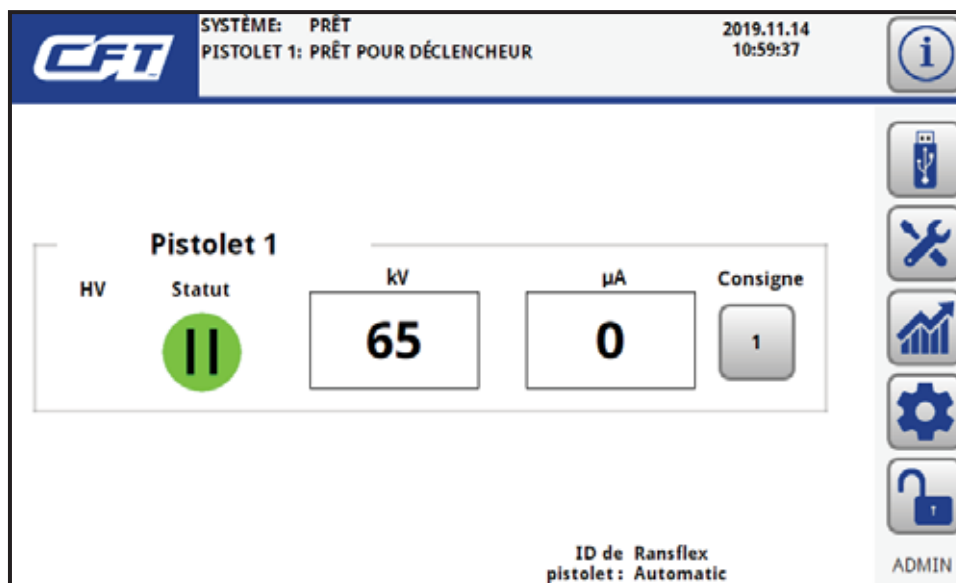 CFT
SYSTÈME: PRÊT
PISTOLET 1: PRÊT POUR DÉCLENCHEUR
2019.11.14
10:59:37
i
Pistolet 1
HV
Statut
kV
65
µA
0
Consigne
1
ID de Ransflex
pistolet : Automatic
ADMIN